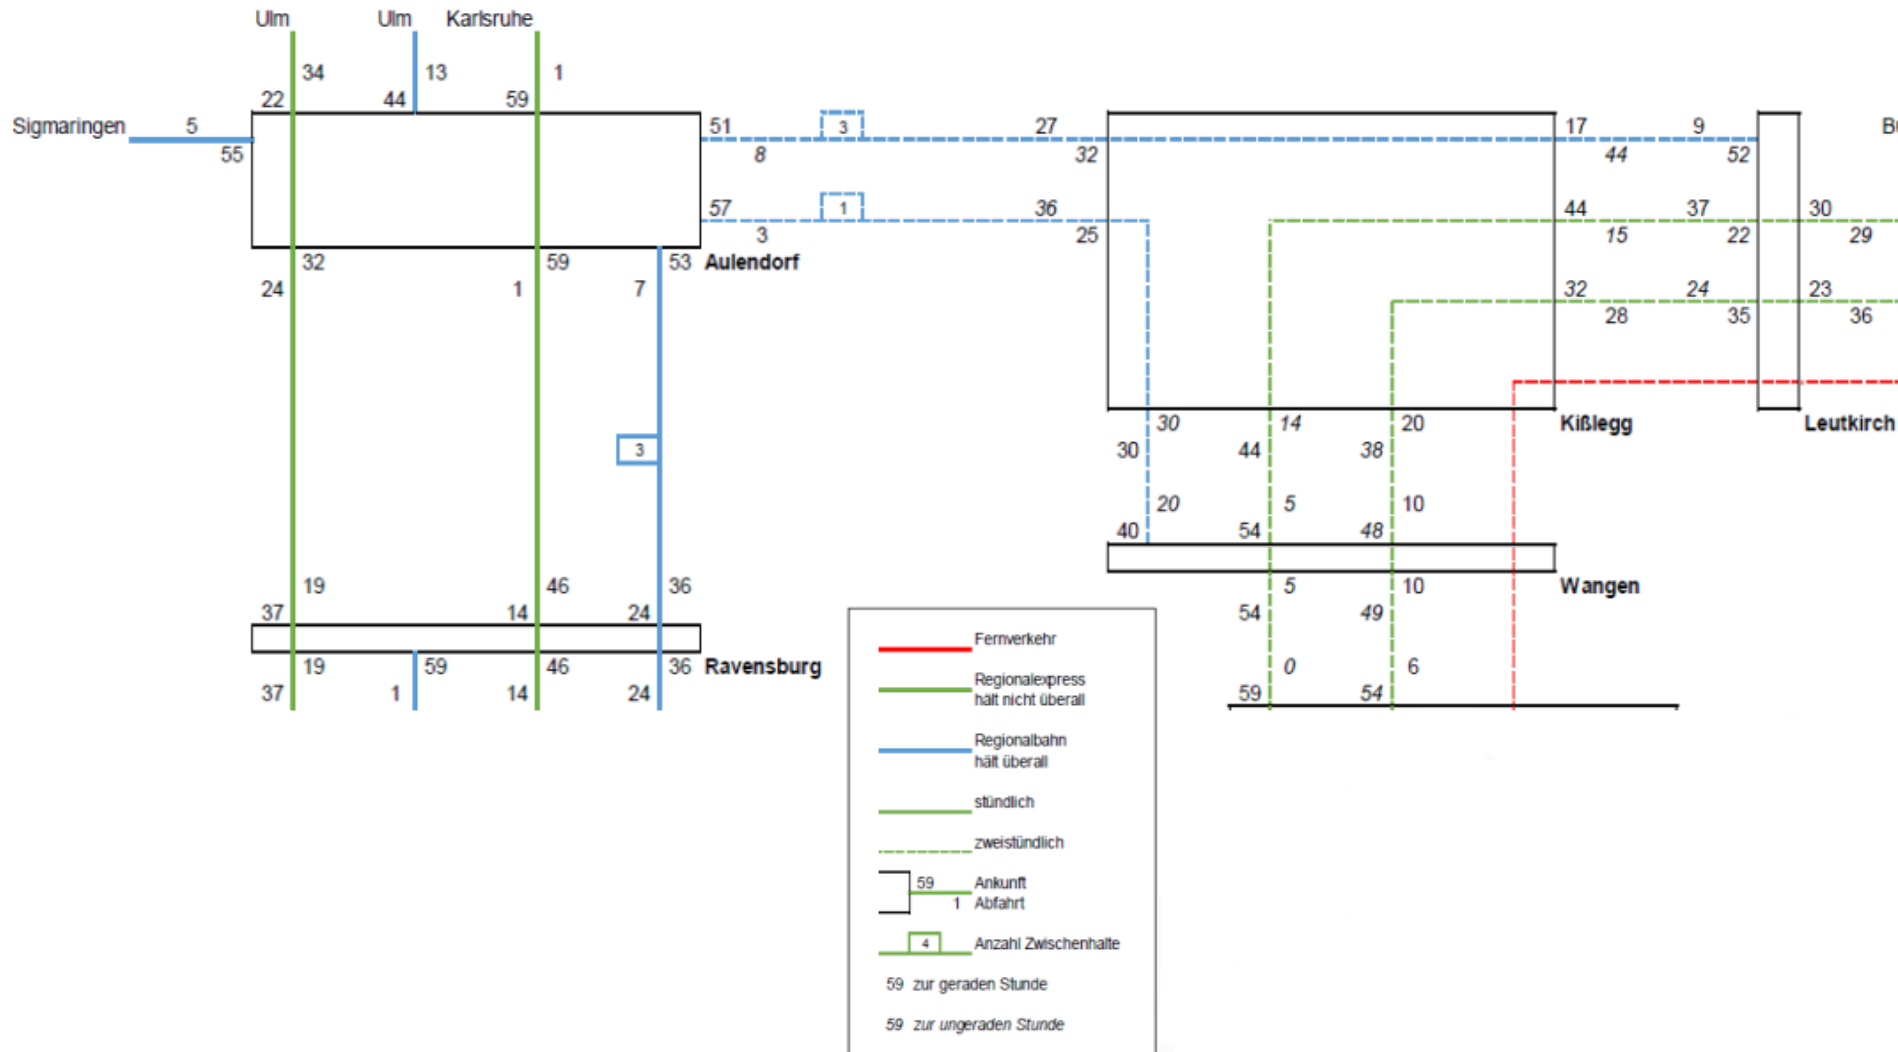 Ulm Ulm Karlsruhe
34 13 1
22 44 59
Sigmaringen 5 51 3 27 17 9
55 8 32 44 52
57 1 36 44 37 30
3 25 15 22 29
32 59 53 Aulendorf
24 1 7
32 24 23
28 35 36
30 14 20 Kißlegg Leutkirch
3 30 44 38
20 5 10
40 54 48
19 46 36
37 14 24
5 10 Wangen
54 49
19 59 46 36 Ravensburg
37 1 14 24
0 6
59 54
Fernverkehr
Regionalexpress
hält nicht überall
Regionalbahn
hält überall
stündlich
zweistündlich
59 Ankunft
1 Abfahrt
4 Anzahl Zwischenhalte
59 zur geraden Stunde
59 zur ungeraden Stunde